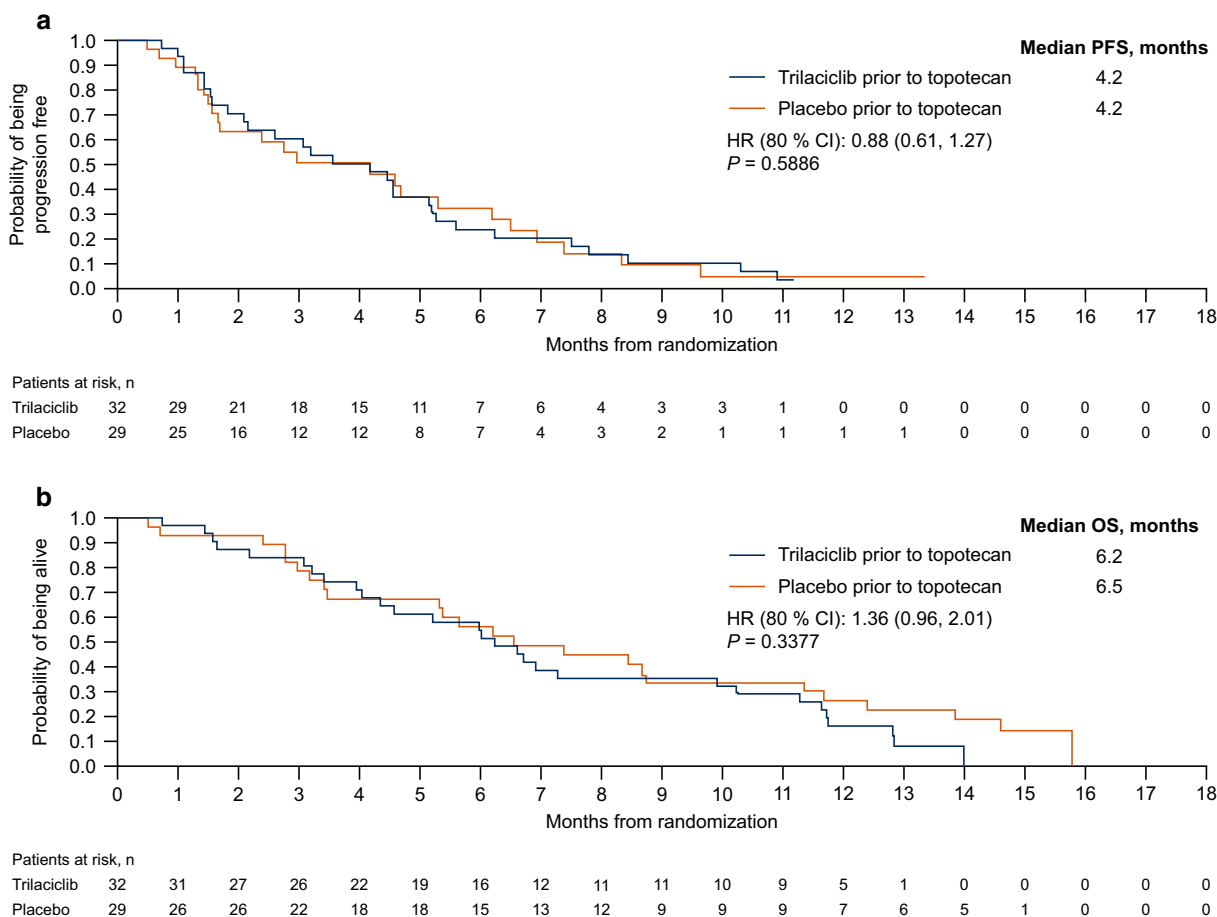 a
Median PFS, months
Trilaciclib prior to topotecan 4.2
Placebo prior to topotecan 4.2
HR (80 % CI): 0.88 (0.61, 1.27)
P = 0.5886
Probability of being
progression free
1.0
0.9
0.8
0.7
0.6
0.5
0.4
0.3
0.2
0.1
0.0
0 1 2 3 4 5 6 7 8 9 10 11 12 13 14 15 16 17 18
Months from randomization
Patients at risk, n
Trilaciclib 32 29 21 18 15 11 7 6 4 3 3 1 0 0 0 0 0 0 0
Placebo 29 25 16 12 12 8 7 4 3 2 1 1 1 1 0 0 0 0 0
b
Median OS, months
Trilaciclib prior to topotecan 6.2
Placebo prior to topotecan 6.5
HR (80 % CI): 1.36 (0.96, 2.01)
P = 0.3377
Probability of being alive
1.0
0.9
0.8
0.7
0.6
0.5
0.4
0.3
0.2
0.1
0.0
0 1 2 3 4 5 6 7 8 9 10 11 12 13 14 15 16 17 18
Months from randomization
Patients at risk, n
Trilaciclib 32 31 27 26 22 19 16 12 11 11 10 9 5 1 0 0 0 0 0
Placebo 29 26 26 22 18 18 15 13 12 9 9 9 7 6 5 1 0 0 0